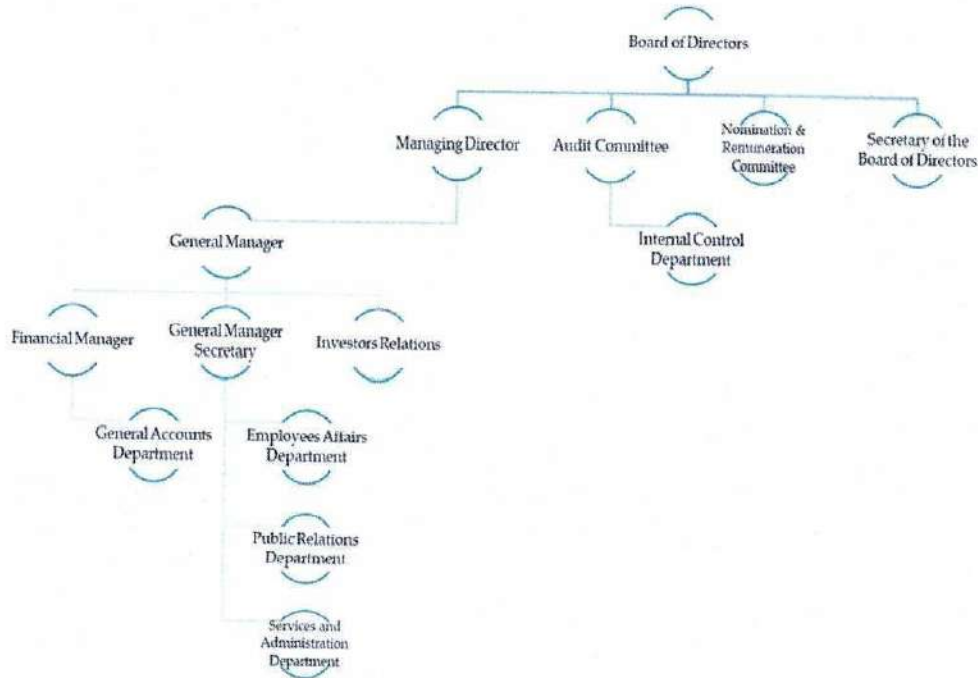 Board of Directors
Managing Director
Audit Committee
Nomination &
Remuneration
Committee
Secretary of the
Board of Directors
General Manager
Internal Control
Department
Financial Manager
General Manager
Secretary
Investors Relations
General Accounts
Department
Employees Affairs
Department
Public Relations
Department
Services and
Administration
Department